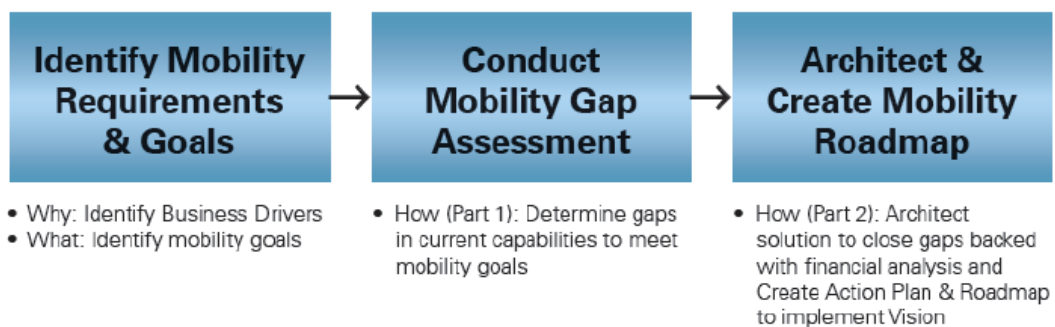 Identify Mobility
Requirements
& Goals
Conduct
Mobility Gap
Assessment
Architect &
Create Mobility
Roadmap
• Why: Identify Business Drivers
• What: Identify mobility goals
• How (Part 1): Determine gaps
in current capabilities to meet
mobility goals
• How (Part 2): Architect
solution to close gaps backed
with financial analysis and
Create Action Plan & Roadmap
to implement Vision